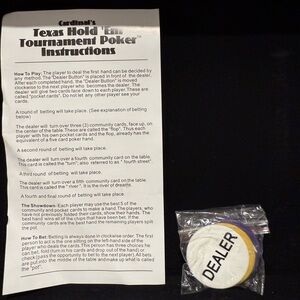 Cardinal's
Texas Hold 'Em
Tournament Poker
Instructions
How To Play: The player to deal the first hand can be decided by
any method. The "Dealer Button" is placed in front of the dealer.
After each completed hand, the "Dealer Button" is moved
clockwise to the next player who becomes the dealer. The
dealer will give two cards face down to each player. These are
called "pocket cards". Do not let any other player see your
cards.
A round of betting will take place. (See explanation of betting
below)
The dealer will turn over three (3) community cards, face up, on
the center of the table. These are called the "flop". Thus each
player with his two pocket cards and the flop, already has the
equivalent of a five card poker hand.
A second round of betting will take place.
The dealer will turn over a fourth community card on the table.
This card is called the "turn"; also referred to as " fourth street"
A third round of betting will take place.
The dealer will turn over a fifth community card on the table.
This card is called the " river". It is the river of dreams.
A fourth and final round of betting will take place.
The Showdown: Each player may use the best 5 of the
community and pocket cards to make a hand. The players, who
have not previously folded their cards, show their hands. The
best hand wins all of the chips that have been bet. If the
community cards are the best hand the remaining players split
the pot.
How To Bet: Betting is always done in clockwise order. The first
person to act is the one sitting on the left-hand side of the
player who deals the cards. This person has three choices he
can bet, fold (throw his cards in and not play the hand) or
check (pass the opportunity to bet to the next player). All bets
are put into the middle of the table and make up what is called
the "pot".
DEALER